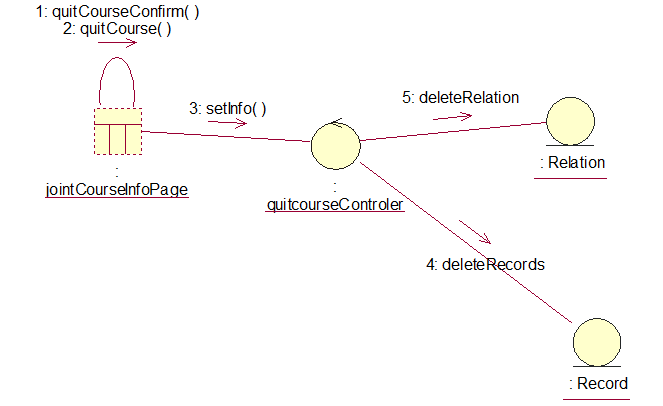 1: quitCourseConfirm( )
2: quitCourse( )
3: setInfo( )
5: deleteRelation
: Relation
:
jointCourseInfoPage
:
quitcourseControler
4: deleteRecords
: Record